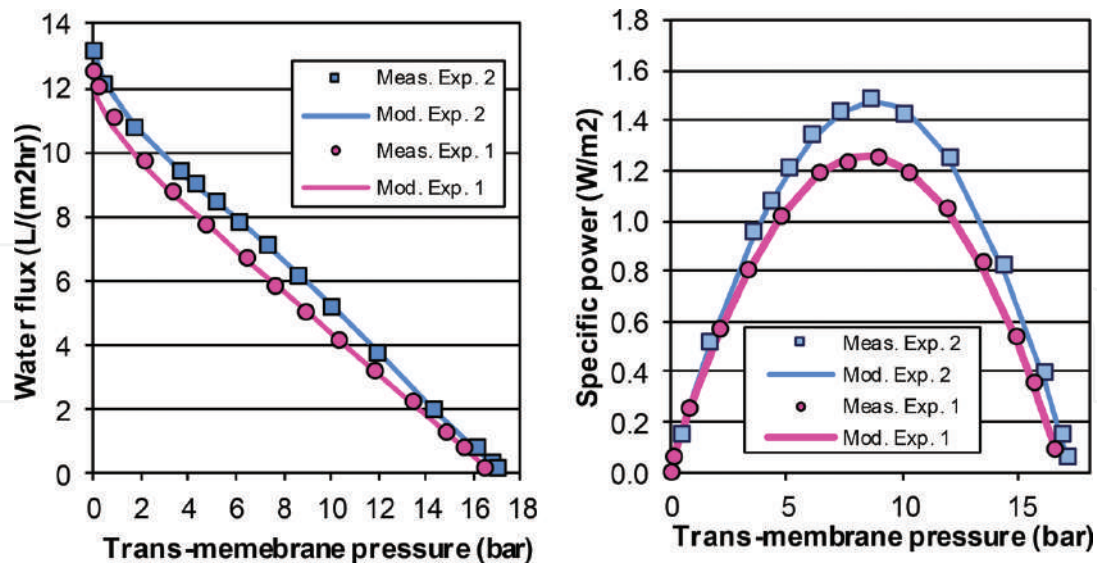 Water flux (L/(m2hr))
14
12
10
8
6
4
2
0
Meas. Exp. 2
Mod. Exp. 2
Meas. Exp. 1
Mod. Exp. 1
0 2 4 6 8 10 12 14 16 18
Trans-memebrane pressure (bar)
Specific power (W/m2)
1.8
1.6
1.4
1.2
1.0
0.8
0.6
0.4
0.2
0.0
Meas. Exp. 2
Mod. Exp. 2
Meas. Exp. 1
Mod. Exp. 1
0 5 10 15
Trans-membrane pressure (bar)